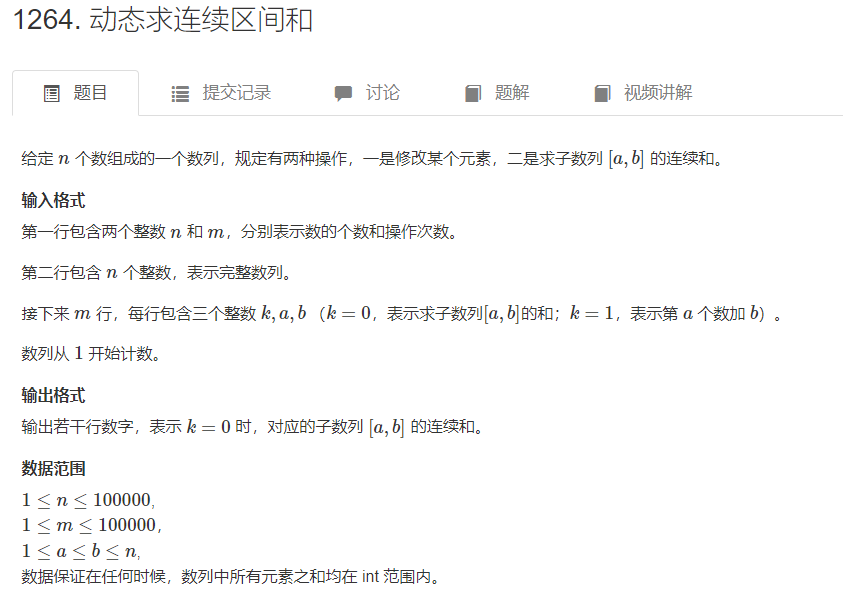 1264. 动态求连续区间和
题目 提交记录 讨论 题解 视频讲解
给定 n 个数组成的一个数列，规定有两种操作，一是修改某个元素，二是求子数列 [a, b] 的连续和。
输入格式
第一行包含两个整数 n 和 m，分别表示数的个数和操作次数。
第二行包含 n 个整数，表示完整数列。
接下来 m 行，每行包含三个整数 k, a, b （k = 0，表示求子数列[a, b]的和；k = 1，表示第 a 个数加 b）。
数列从 1 开始计数。
输出格式
输出若干行数字，表示 k = 0 时，对应的子数列 [a, b] 的连续和。
数据范围
1 ≤ n ≤ 100000,
1 ≤ m ≤ 100000，
1 ≤ a ≤ b ≤ n,
数据保证在任何时候，数列中所有元素之和均在 int 范围内。